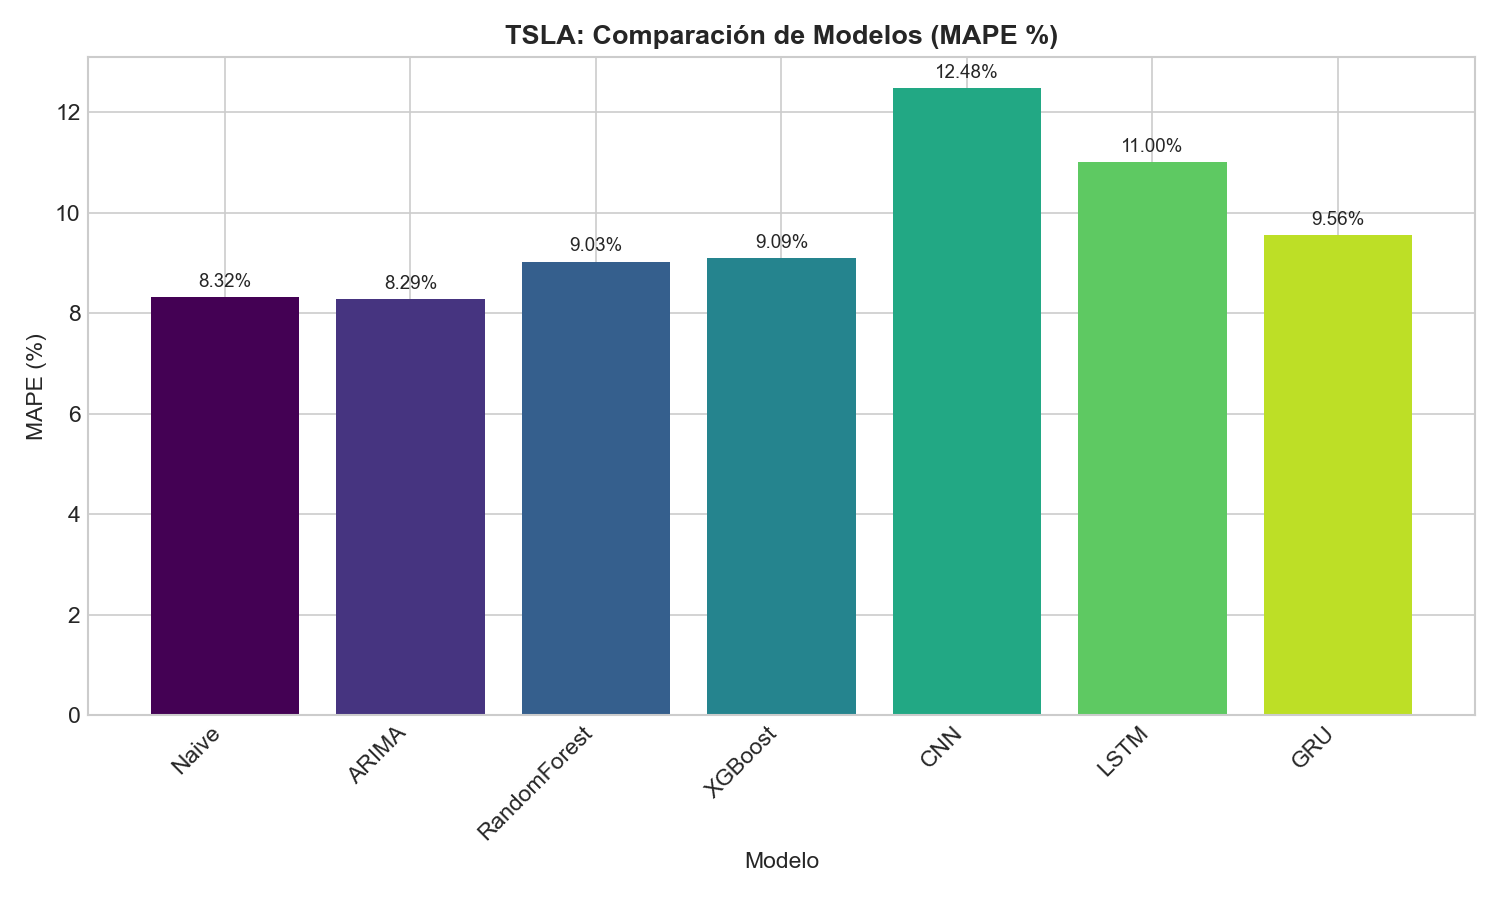 TSLA: Comparación de Modelos (MAPE %)
12.48%
12
11.00%
10
9.56%
9.03%
9.09%
8.32%
8.29%
8
MAPE (%)
6
4
2
0
Naive
ARIMA
RandomForest
XGBoost
CNN
LSTM
GRU
Modelo